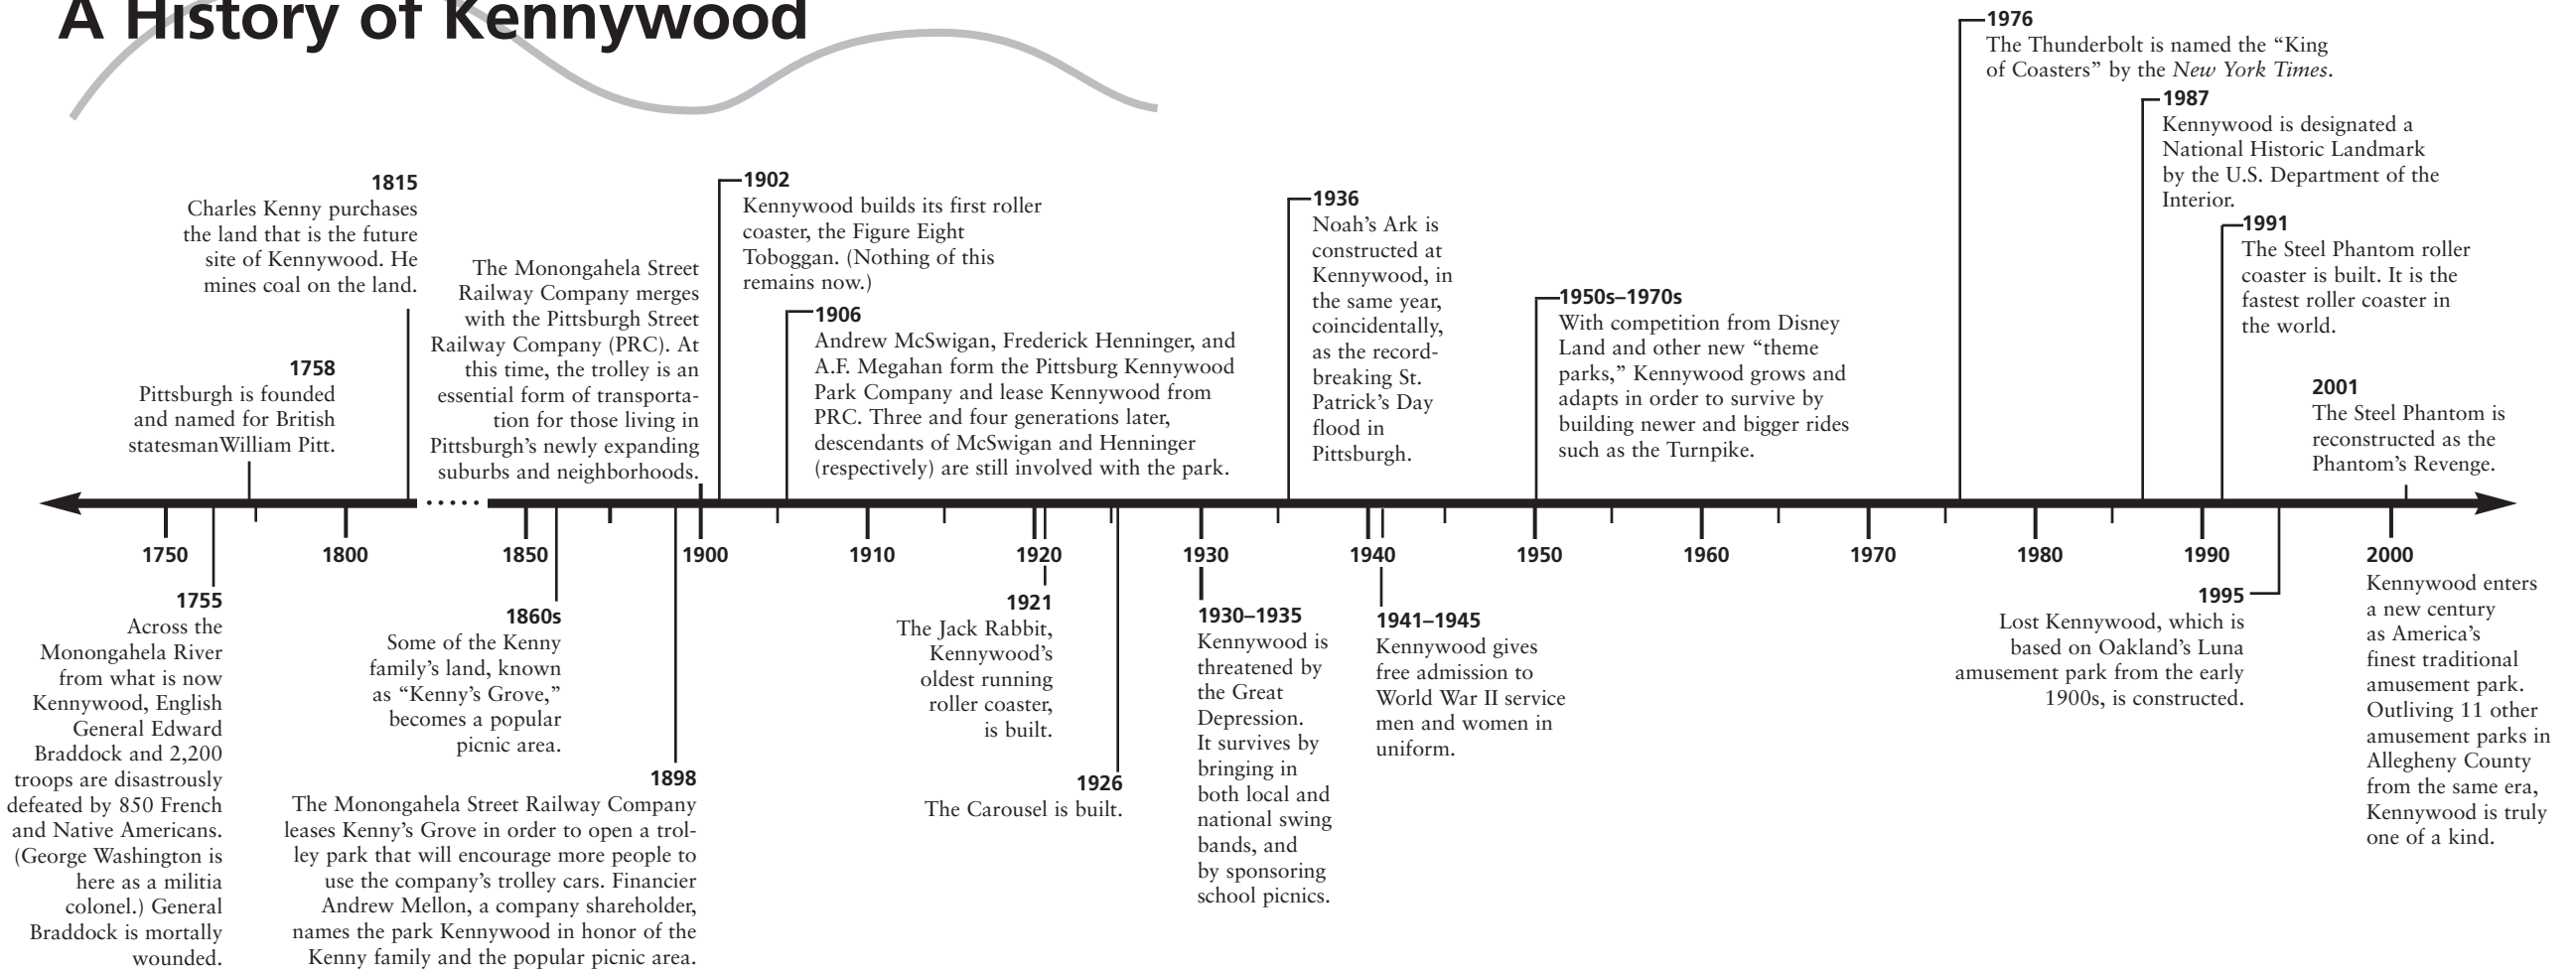 A History of Kennywood
1976
The Thunderbolt is named the “King
of Coasters” by the New York Times.
1987
Kennywood is designated a
National Historic Landmark
by the U.S. Department of the
Interior.
1815
Charles Kenny purchases
the land that is the future
site of Kennywood. He
mines coal on the land.
1902
Kennywood builds its first roller
coaster, the Figure Eight
Toboggan. (Nothing of this
remains now.)
1936
Noah’s Ark is
constructed at
Kennywood, in
the same year,
coincidentally,
as the record-
breaking St.
Patrick’s Day
flood in
Pittsburgh.
1991
The Steel Phantom roller
coaster is built. It is the
fastest roller coaster in
the world.
The Monongahela Street
Railway Company merges
with the Pittsburgh Street
Railway Company (PRC). At
this time, the trolley is an
essential form of transporta-
tion for those living in
Pittsburgh’s newly expanding
suburbs and neighborhoods.
1906
Andrew McSwigan, Frederick Henninger, and
A.F. Megahan form the Pittsburg Kennywood
Park Company and lease Kennywood from
PRC. Three and four generations later,
descendants of McSwigan and Henninger
(respectively) are still involved with the park.
1950s–1970s
With competition from Disney
Land and other new “theme
parks,” Kennywood grows and
adapts in order to survive by
building newer and bigger rides
such as the Turnpike.
1758
Pittsburgh is founded
and named for British
statesmanWilliam Pitt.
2001
The Steel Phantom is
reconstructed as the
Phantom’s Revenge.
1750
1800
1850
1900
1910
1920
1930
1940
1950
1960
1970
1980
1990
2000
1755
Across the
Monongahela River
from what is now
Kennywood, English
General Edward
Braddock and 2,200
troops are disastrously
defeated by 850 French
and Native Americans.
(George Washington is
here as a militia
colonel.) General
Braddock is mortally
wounded.
1860s
Some of the Kenny
family’s land, known
as “Kenny’s Grove,”
becomes a popular
picnic area.
1898
The Monongahela Street Railway Company
leases Kenny’s Grove in order to open a trol-
ley park that will encourage more people to
use the company’s trolley cars. Financier
Andrew Mellon, a company shareholder,
names the park Kennywood in honor of the
Kenny family and the popular picnic area.
1921
The Jack Rabbit,
Kennywood’s
oldest running
roller coaster,
is built.
1926
The Carousel is built.
1930–1935
Kennywood is
threatened by
the Great
Depression.
It survives by
bringing in
both local and
national swing
bands, and
by sponsoring
school picnics.
1941–1945
Kennywood gives
free admission to
World War II service
men and women in
uniform.
1995
Lost Kennywood, which is
based on Oakland’s Luna
amusement park from the early
1900s, is constructed.
Kennywood enters
a new century
as America’s
finest traditional
amusement park.
Outliving 11 other
amusement parks in
Allegheny County
from the same era,
Kennywood is truly
one of a kind.